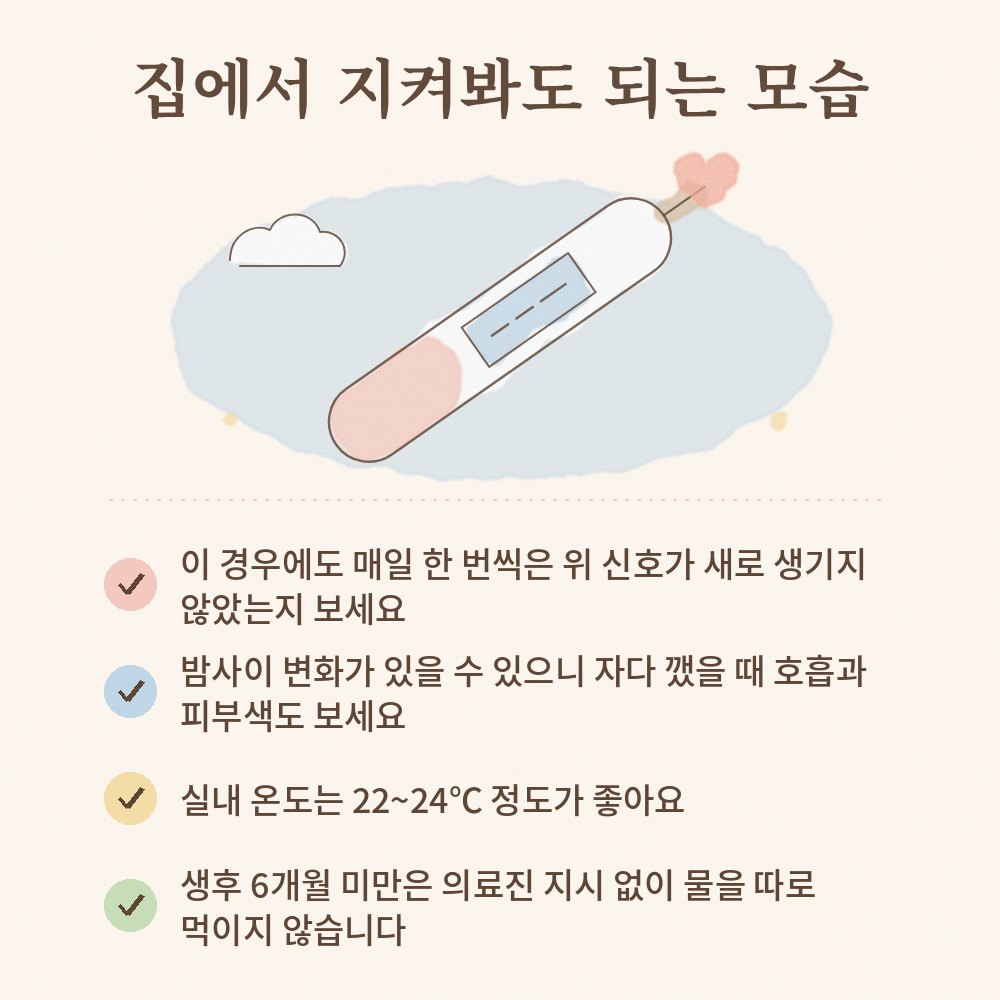 집에서 지켜봐도 되는 모습
이 경우에도 매일 한 번씩은 위 신호가 새로 생기지
않았는지 보세요
밤사이 변화가 있을 수 있으니 자다 깼을 때 호흡과
피부색도 보세요
실내 온도는 22~24℃ 정도가 좋아요
생후 6개월 미만은 의료진 지시 없이 물을 따로
먹이지 않습니다